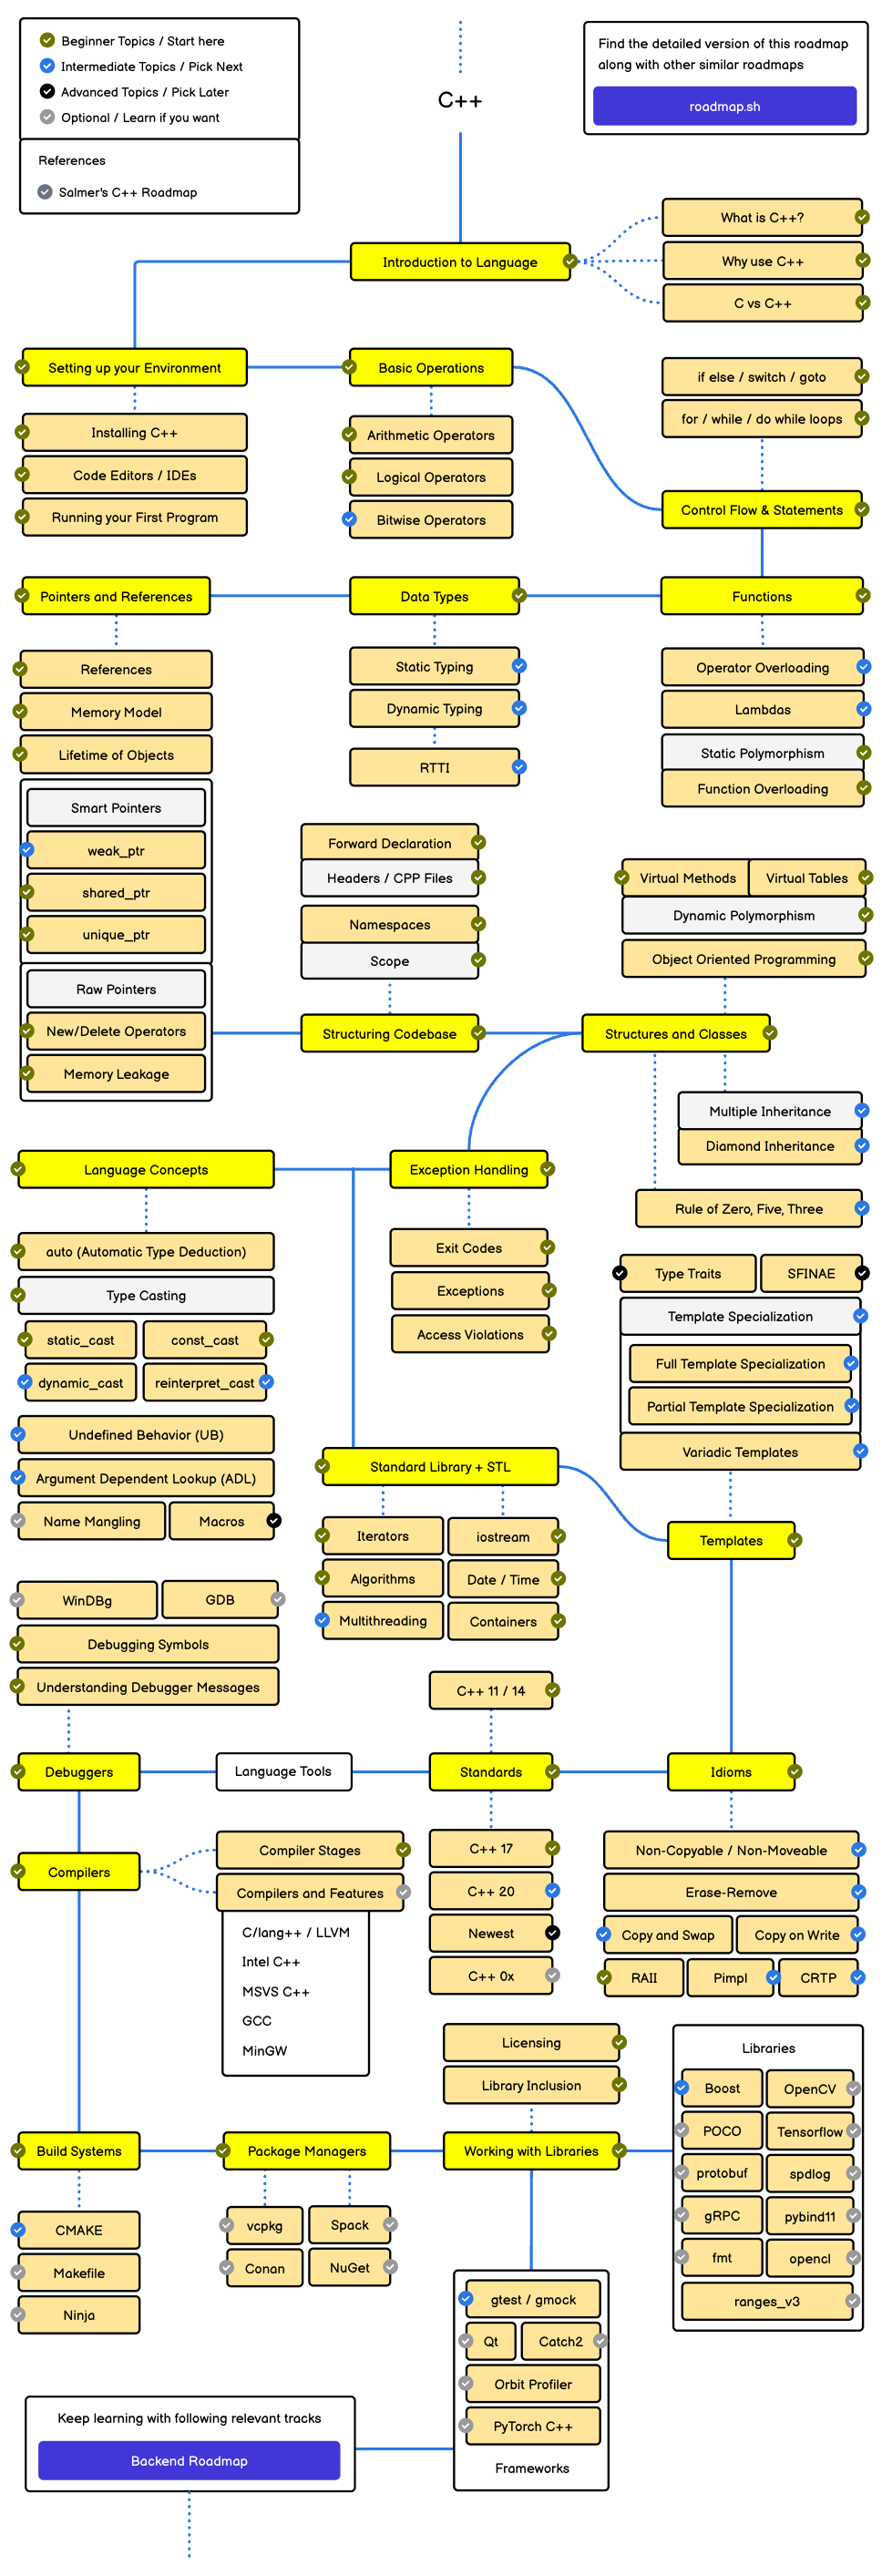 Beginner Topics / Start here
Intermediate Topics / Pick Next
Advanced Topics / Pick Later
Optional / Learn if you want
References
Salmer's C++ Roadmap
C++
Find the detailed version of this roadmap
along with other similar roadmaps
roadmap.sh
Introduction to Language
What is C++?
Why use C++
C vs C++
Setting up your Environment
Installing C++
Code Editors / IDEs
Running your First Program
Basic Operations
Arithmetic Operators
Logical Operators
Bitwise Operators
if else / switch / goto
for / while / do while loops
Control Flow & Statements
Pointers and References
Data Types
Functions
References
Memory Model
Lifetime of Objects
Smart Pointers
weak_ptr
shared_ptr
unique_ptr
Raw Pointers
New/Delete Operators
Memory Leakage
Static Typing
Dynamic Typing
RTTI
Operator Overloading
Lambdas
Static Polymorphism
Function Overloading
Forward Declaration
Headers / CPP Files
Namespaces
Scope
Structuring Codebase
Virtual Methods
Virtual Tables
Dynamic Polymorphism
Object Oriented Programming
Structures and Classes
Multiple Inheritance
Diamond Inheritance
Rule of Zero, Five, Three
Language Concepts
Exception Handling
auto (Automatic Type Deduction)
Type Casting
static_cast
const_cast
dynamic_cast
reinterpret_cast
Undefined Behavior (UB)
Argument Dependent Lookup (ADL)
Name Mangling
Macros
Exit Codes
Exceptions
Access Violations
Type Traits
SFINAE
Template Specialization
Full Template Specialization
Partial Template Specialization
Variadic Templates
Standard Library + STL
Iterators
iostream
Algorithms
Date / Time
Multithreading
Containers
Templates
WinDBg
GDB
Debugging Symbols
Understanding Debugger Messages
C++ 11 / 14
Debuggers
Language Tools
Standards
Idioms
Compilers
Compiler Stages
Compilers and Features
C/lang++ / LLVM
Intel C++
MSVS C++
GCC
MinGW
C++ 17
C++ 20
Newest
C++ 0x
Non-Copyable / Non-Moveable
Erase-Remove
Copy and Swap
Copy on Write
RAII
Pimpl
CRTP
Licensing
Library Inclusion
Build Systems
Package Managers
Working with Libraries
Libraries
Boost
OpenCV
POCO
Tensorflow
protobuf
spdlog
gRPC
pybind11
fmt
opencl
ranges_v3
CMAKE
Makefile
Ninja
vcpkg
Spack
Conan
NuGet
gtest / gmock
Qt
Catch2
Orbit Profiler
PyTorch C++
Frameworks
Keep learning with following relevant tracks
Backend Roadmap